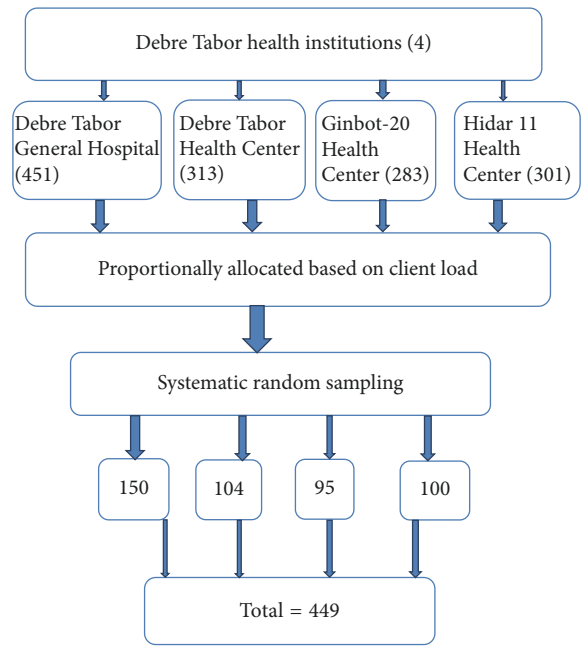 Debre Tabor health institutions (4)
Debre Tabor
General Hospital
(451)
Debre Tabor
Health Center
(313)
Ginbot-20
Health
Center (283)
Hidar 11
Health
Center (301)
Proportionally allocated based on client load
Systematic random sampling
150
104
95
100
Total = 449